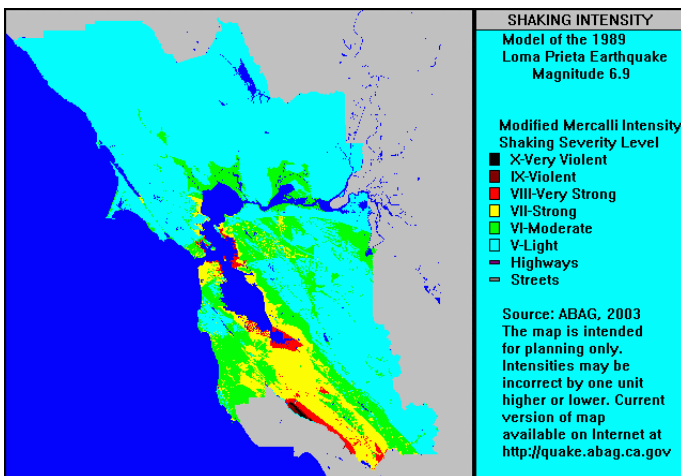 SHAKING INTENSITY
Model of the 1989
Loma Prieta Earthquake
Magnitude 6.9
Modified Mercalli Intensity
Shaking Severity Level
X-Very Violent
IX-Violent
VIII-Very Strong
VII-Strong
VI-Moderate
V-Light
Highways
Streets
Source: ABAG, 2003
The map is intended
for planning only.
Intensities may be
incorrect by one unit
higher or lower. Current
version of map
available on Internet at
http://quake.abag.ca.gov